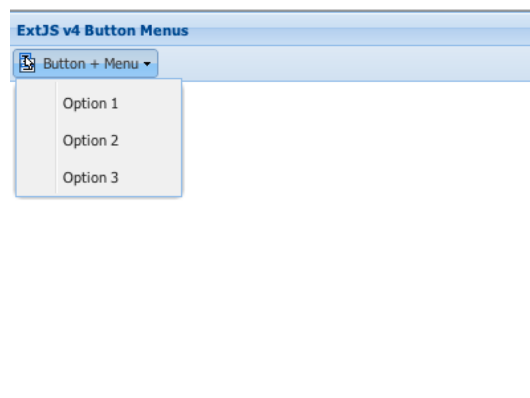 ExtJS v4 Button Menus
Button + Menu
Option 1
Option 2
Option 3